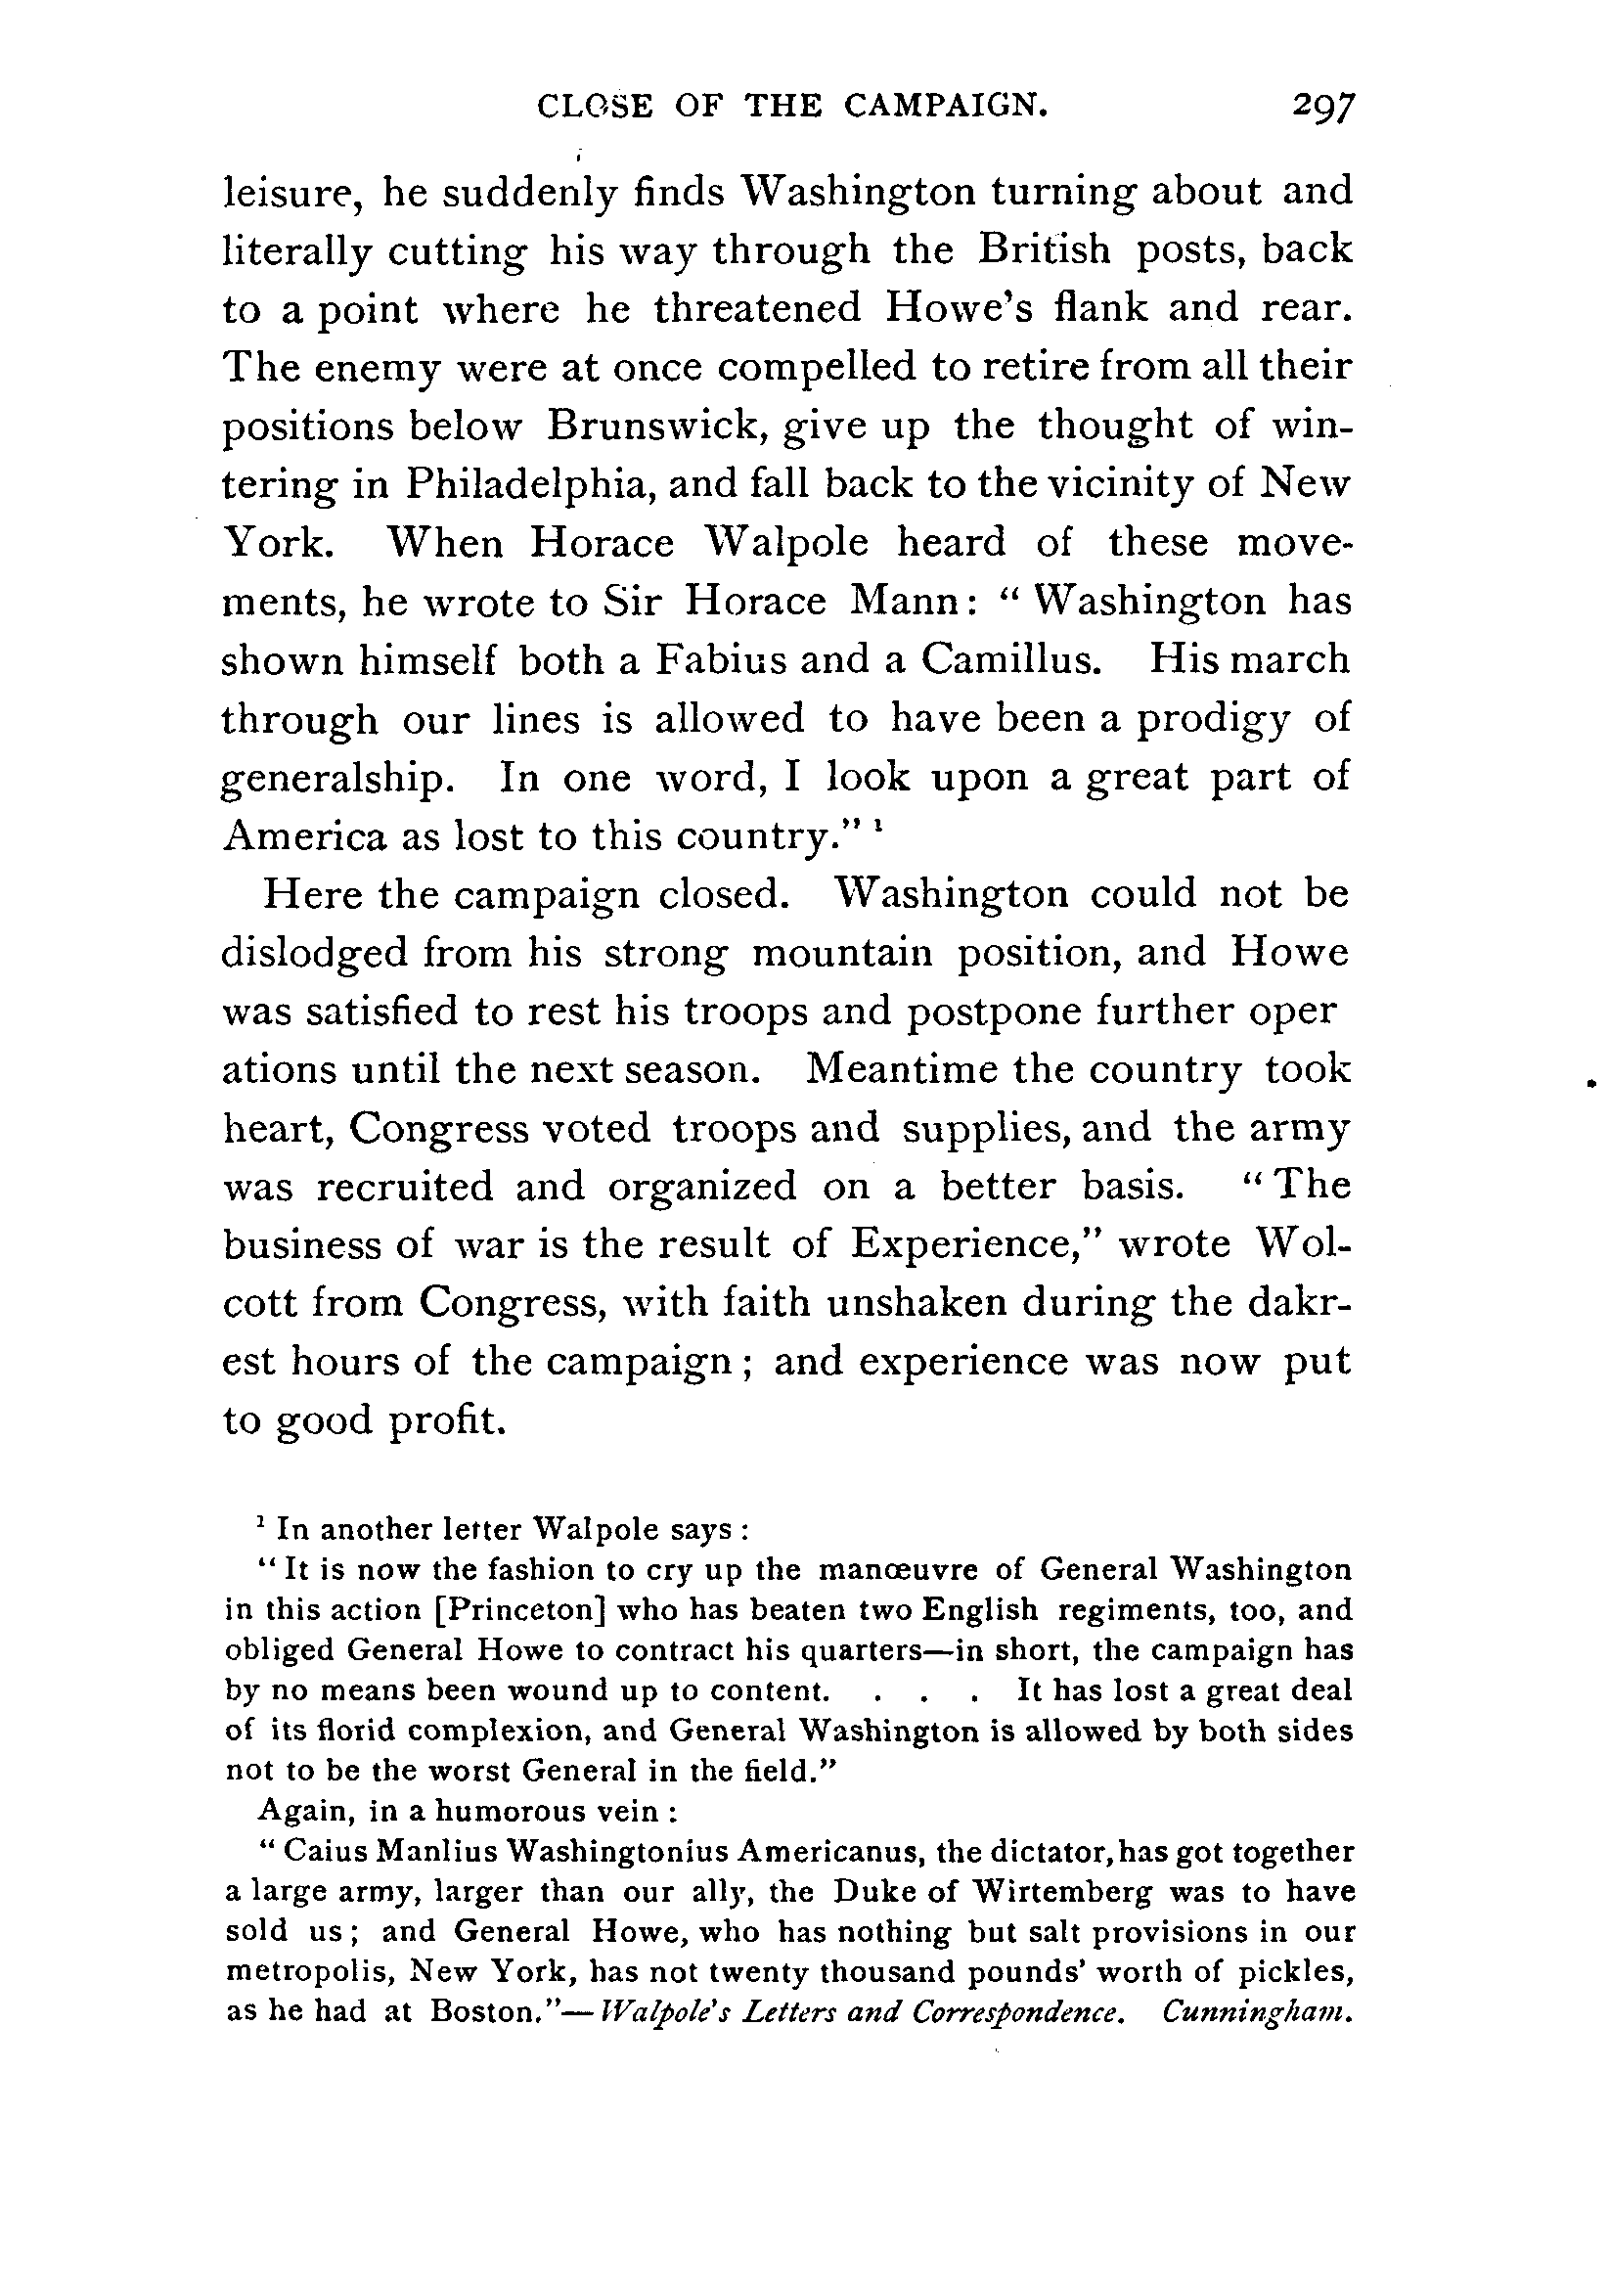 CLOSE OF THE CAMPAIGN. 297
leisure, he suddenly finds Washington turning about and
literally cutting his way through the British posts, back
to a point where he threatened Howe's flank and rear.
The enemy were at once compelled to retire from all their
positions below Brunswick, give up the thought of win-
tering in Philadelphia, and fall back to the vicinity of New
York. When Horace Walpole heard of these move-
ments, he wrote to Sir Horace Mann: “Washington has
shown himself both a Fabius and a Camillus. His march
through our lines is allowed to have been a prodigy of
generalship. In one word, I look upon a great part of
America as lost to this country.” ¹
Here the campaign closed. Washington could not be
dislodged from his strong mountain position, and Howe
was satisfied to rest his troops and postpone further oper
ations until the next season. Meantime the country took
heart, Congress voted troops and supplies, and the army
was recruited and organized on a better basis. “The
business of war is the result of Experience,” wrote Wol-
cott from Congress, with faith unshaken during the dakr-
est hours of the campaign; and experience was now put
to good profit.
¹ In another letter Walpole says:
“It is now the fashion to cry up the manœuvre of General Washington
in this action [Princeton] who has beaten two English regiments, too, and
obliged General Howe to contract his quarters—in short, the campaign has
by no means been wound up to content. . . . It has lost a great deal
of its florid complexion, and General Washington is allowed by both sides
not to be the worst General in the field.”
Again, in a humorous vein:
“Caius Manlius Washingtonius Americanus, the dictator, has got together
a large army, larger than our ally, the Duke of Wirtemberg was to have
sold us; and General Howe, who has nothing but salt provisions in our
metropolis, New York, has not twenty thousand pounds' worth of pickles,
as he had at Boston.”—Walpole's Letters and Correspondence. Cunningham.